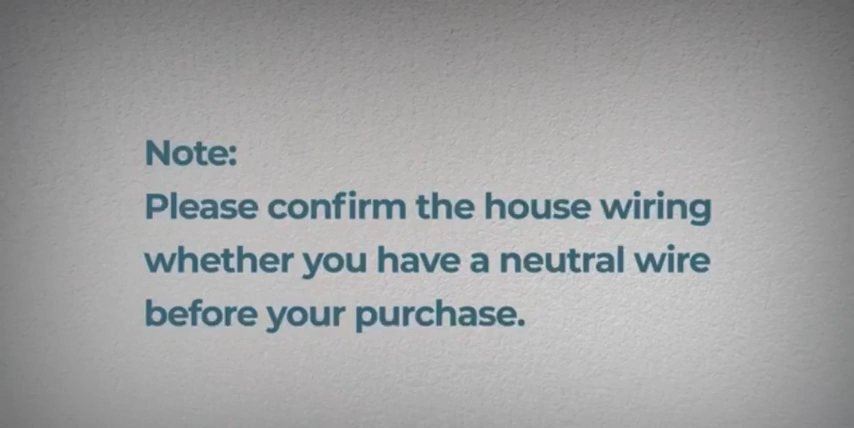 Note:
Please confirm the house wiring
whether you have a neutral wire
before your purchase.